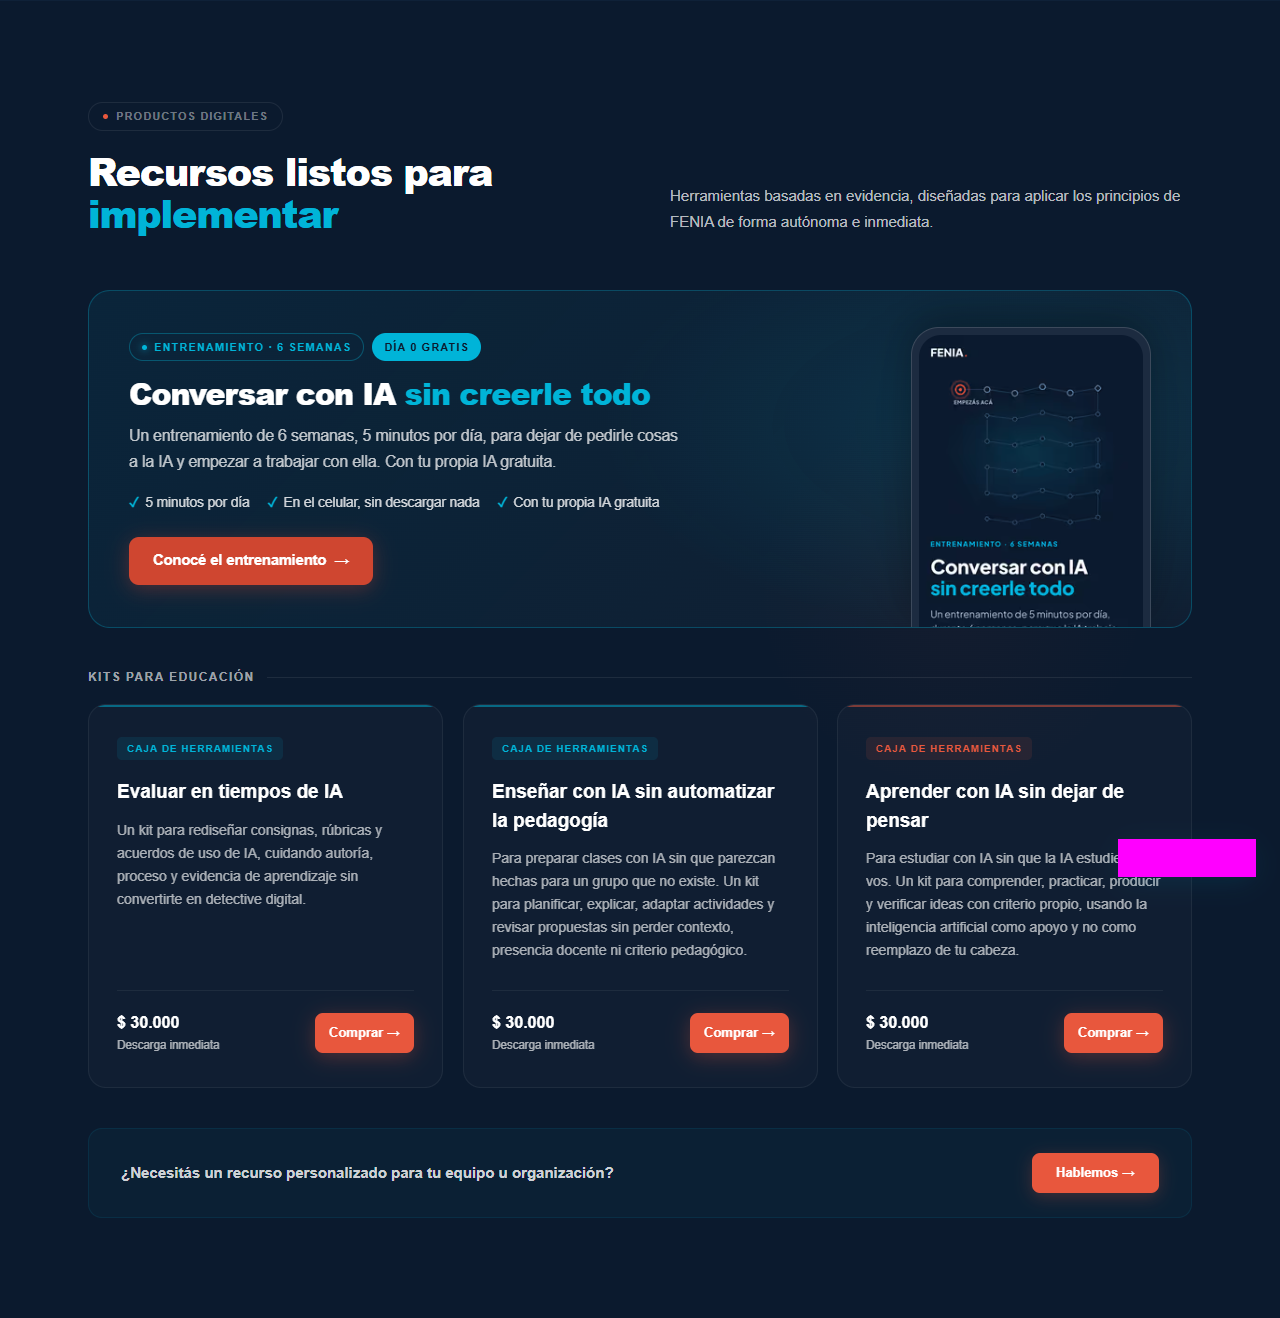 PRODUCTOS DIGITALES
Recursos listos para
implementar
Herramientas basadas en evidencia, diseñadas para aplicar los principios de
FENIA de forma autónoma e inmediata.
ENTRENAMIENTO · 6 SEMANAS
DÍA 0 GRATIS
Conversar con IA sin creerle todo
Un entrenamiento de 6 semanas, 5 minutos por día, para dejar de pedirle cosas
a la IA y empezar a trabajar con ella. Con tu propia IA gratuita.
✓ 5 minutos por día ✓ En el celular, sin descargar nada ✓ Con tu propia IA gratuita
Conocé el entrenamiento →
FENIA.
EMPEZÁS ACÁ
ENTRENAMIENTO · 6 SEMANAS
Conversar con IA
sin creerle todo
Un entrenamiento de 5 minutos por día,
KITS PARA EDUCACIÓN
CAJA DE HERRAMIENTAS
Evaluar en tiempos de IA
Un kit para rediseñar consignas, rúbricas y
acuerdos de uso de IA, cuidando autoría,
proceso y evidencia de aprendizaje sin
convertirte en detective digital.
$ 30.000
Descarga inmediata
Comprar →
CAJA DE HERRAMIENTAS
Enseñar con IA sin automatizar
la pedagogía
Para preparar clases con IA sin que parezcan
hechas para un grupo que no existe. Un kit
para planificar, explicar, adaptar actividades y
revisar propuestas sin perder contexto,
presencia docente ni criterio pedagógico.
$ 30.000
Descarga inmediata
Comprar →
CAJA DE HERRAMIENTAS
Aprender con IA sin dejar de
pensar
Para estudiar con IA sin que la IA
vos. Un kit para comprender, practicar, producir
y verificar ideas con criterio propio, usando la
inteligencia artificial como apoyo y no como
reemplazo de tu cabeza.
$ 30.000
Descarga inmediata
Comprar →
¿Necesitás un recurso personalizado para tu equipo u organización?
Hablemos →